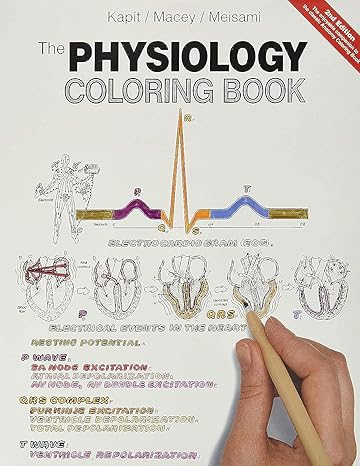 Kapit / Macey / Meisami
2nd Edition
The PHYSIOLOGY
COLORING BOOK
R.
P.
T.
Q.
S.
ELECTROCARDIOGRAM (ECG).
P
QRS.
T
ELECTRICAL EVENTS IN THE HEART
RESTING POTENTIAL.
P WAVE:
SA NODE EXCITATION:
ATRIAL DEPOLARIZATION:
AV NODE, AV BUNDLE EXCITATION:
QRS COMPLEX:
PURKINJE EXCITATION:
VENTRICULAR DEPOLARIZATION.
TOTAL DEPOLARIZATION:
T WAVE:
VENTRICLE REPOLARIZATION: